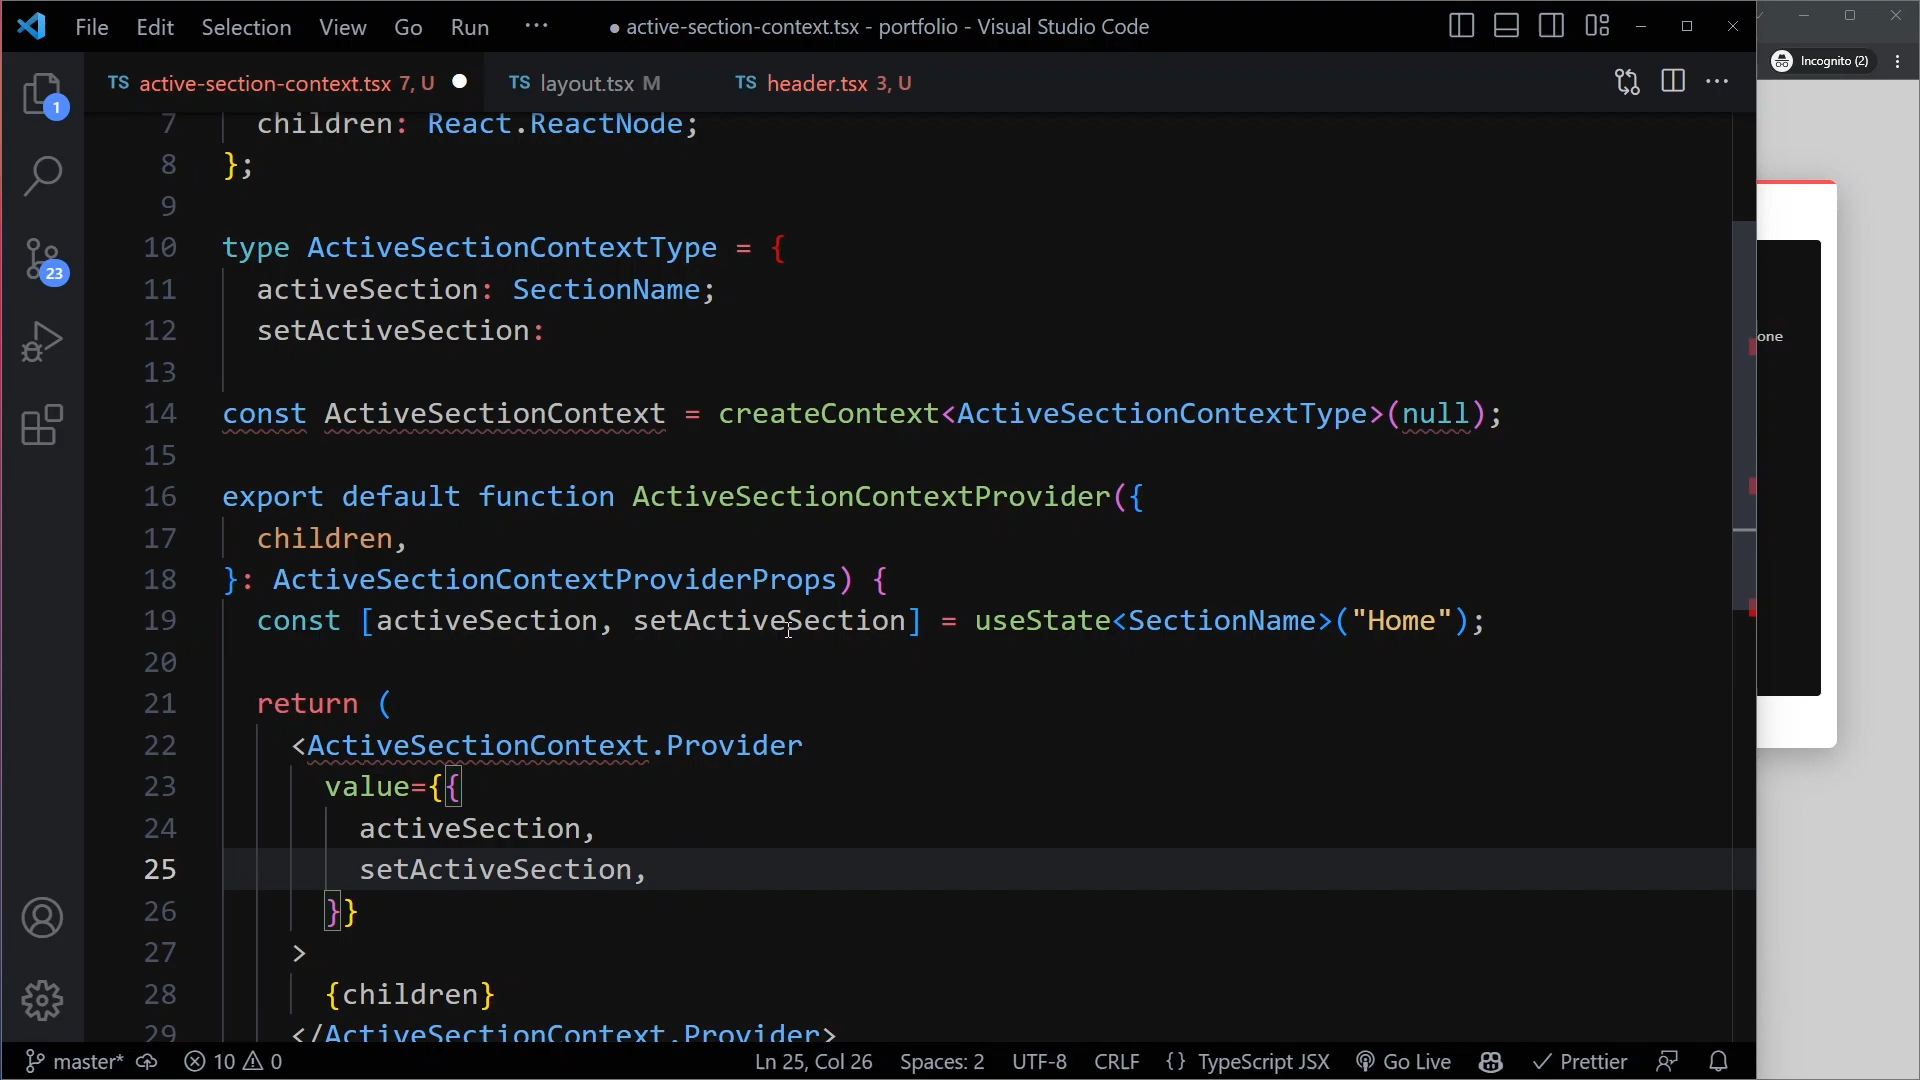 File Edit Selection View Go Run ··· ● active-section-context.tsx - portfolio - Visual Studio Code
TS active-section-context.tsx 7, U ● TS layout.tsx M TS header.tsx 3, U
Incognito (2)
1
23
7 children: React.ReactNode;
8 };
9
10 type ActiveSectionContextType = {
11 activeSection: SectionName;
12 setActiveSection:
13
14 const ActiveSectionContext = createContext<ActiveSectionContextType>(null);
15
16 export default function ActiveSectionContextProvider({
17 children,
18 }: ActiveSectionContextProviderProps) {
19 const [activeSection, setActiveSection] = useState<SectionName>("Home");
20
21 return (
22 <ActiveSectionContext.Provider
23 value={{
24 activeSection,
25 setActiveSection,
26 }}
27 >
28 {children}
29 </ActiveSectionContext.Provider>
one
master* 10 0 Ln 25, Col 26 Spaces: 2 UTF-8 CRLF {} TypeScript JSX Go Live Prettier